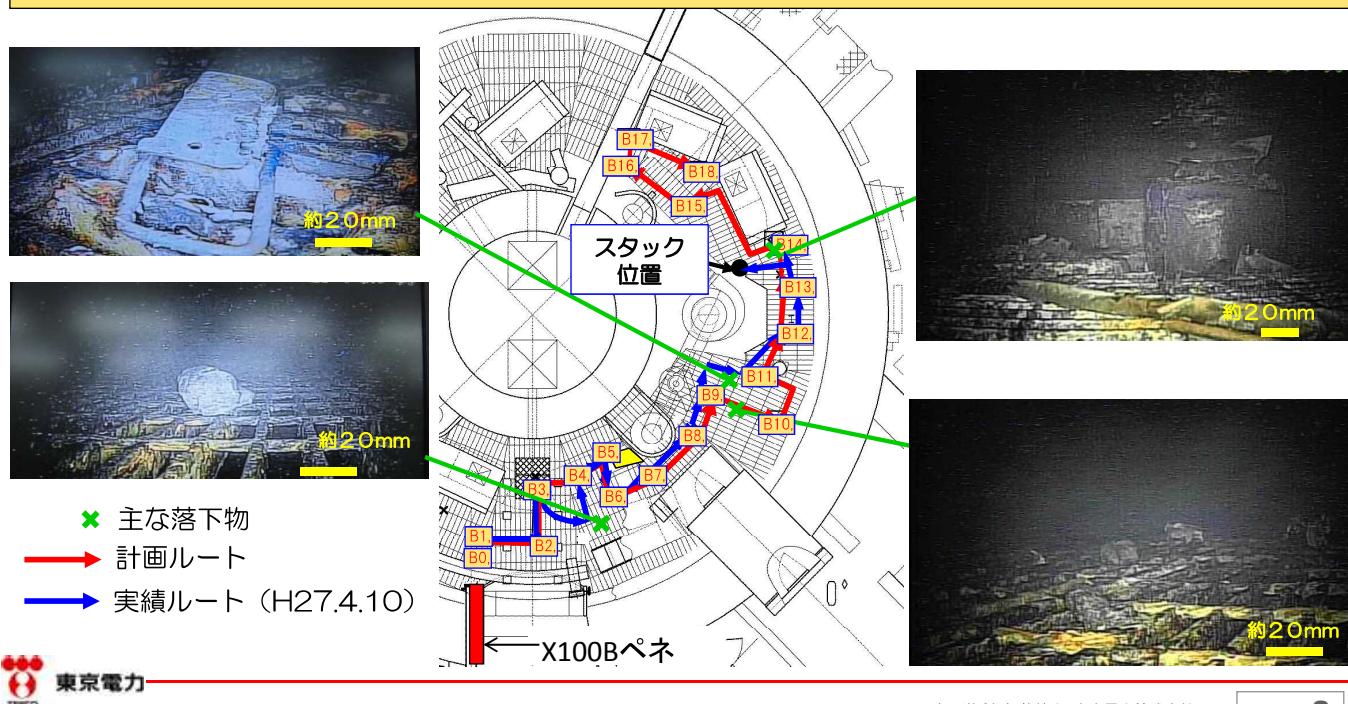 約20mm
約20mm
主な落下物
計画ルート
実績ルート（H27.4.10）
B17,
B16,
B18,
B15,
スタック
位置
B14,
B13,
B12,
B11,
B9,
B10,
B8,
B5,
B7,
B4,
B3,
B6,
B1,
B2,
B0,
X100Bペネ
約20mm
約20mm
東京電力